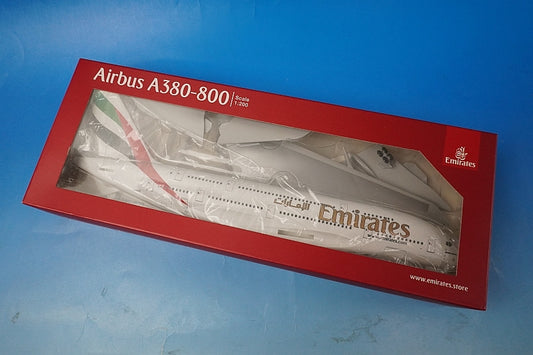 Airbus A380-800
Scale
1/200
Emirates
الإمارات
Emirates
www.emirates.store